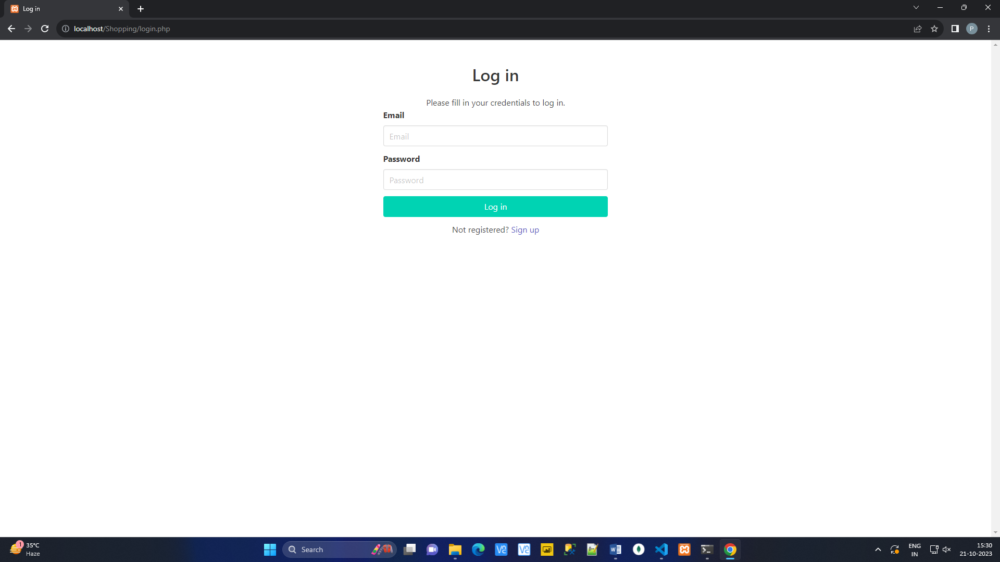 Log in
localhost/Shopping/login.php
P
Log in
Please fill in your credentials to log in.
Email
Email
Password
Password
Log in
Not registered? Sign up
1
35°C
Haze
Search
ENG
IN
15:30
21-10-2023